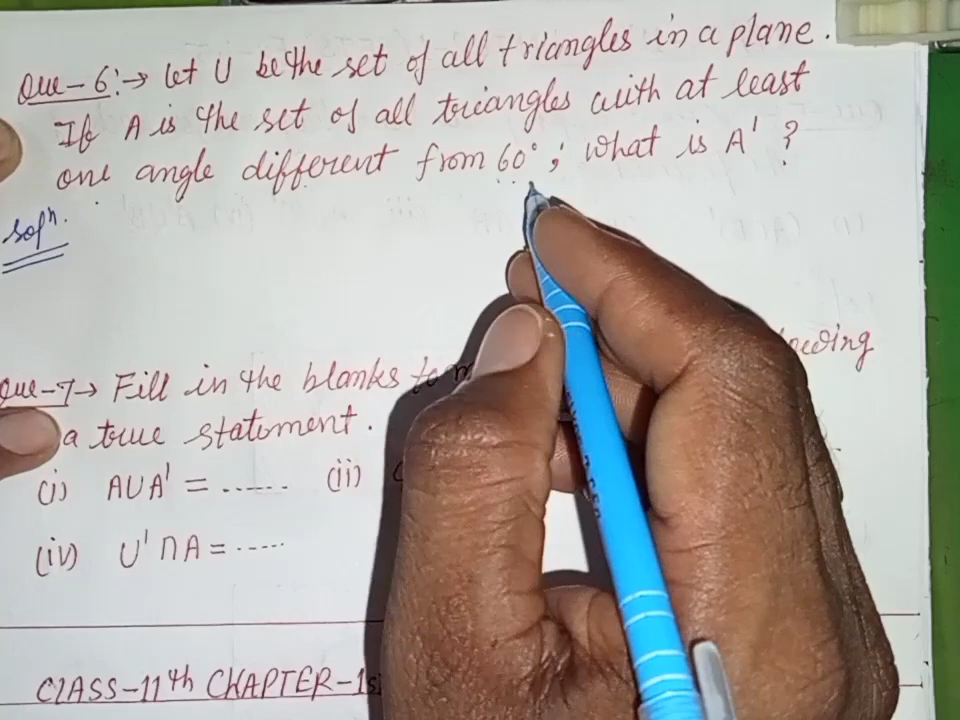 Que-6:→ Let U be the set of all triangles in a plane.
If A is the set of all triangles with at least
one angle different from 60°; what is A' ?
Solⁿ.
Que-7→ Fill in the blanks to
a true statement.
(i) A∪A' = ...... (ii)
(iv) U'∩A = .....
CLASS-11th CHAPTER-1